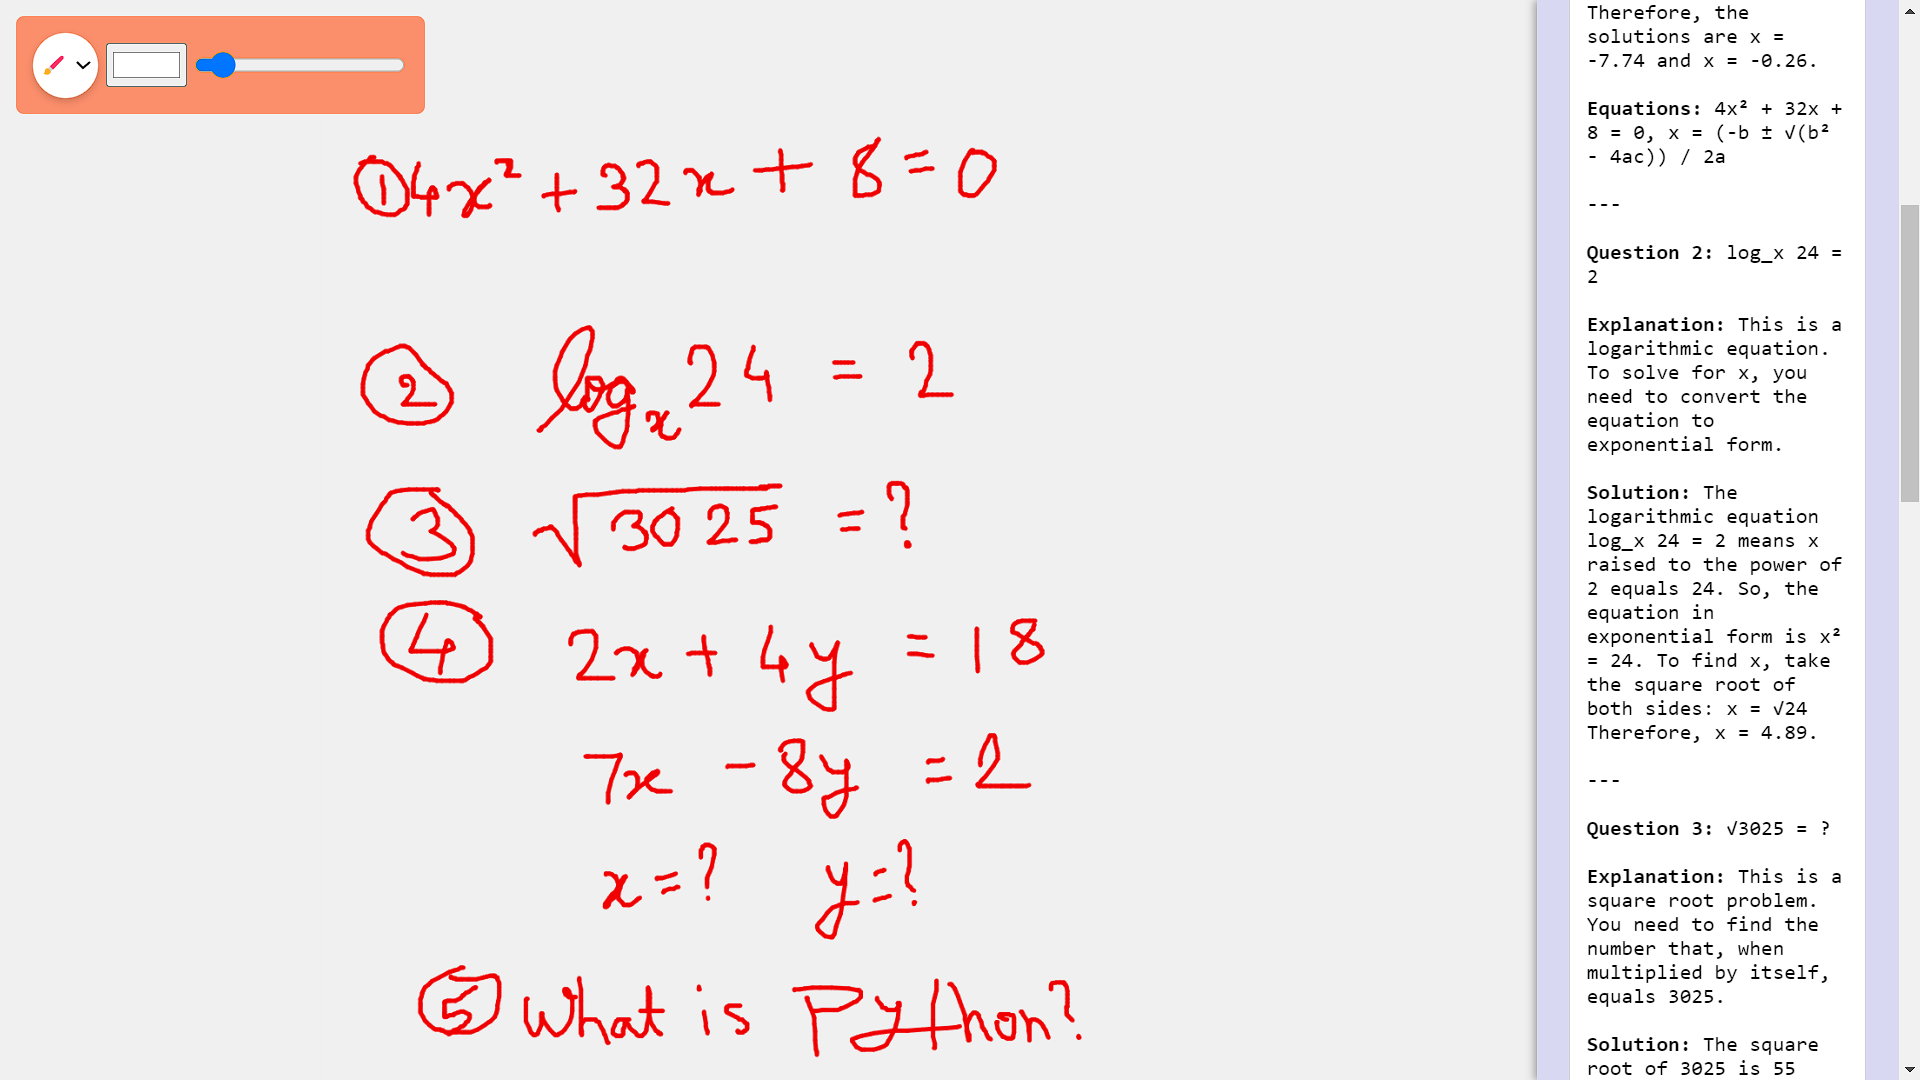 ① 4x² + 32x + 8 = 0
② logₓ 24 = 2
③ √3025 = ?
④ 2x + 4y = 18
7x - 8y = 2
x = ? y = ?
⑤ What is Python?
Therefore, the
solutions are x =
-7.74 and x = -0.26.
Equations: 4x² + 32x +
8 = 0, x = (-b ± √(b²
- 4ac)) / 2a
---
Question 2: log_x 24 =
2
Explanation: This is a
logarithmic equation.
To solve for x, you
need to convert the
equation to
exponential form.
Solution: The
logarithmic equation
log_x 24 = 2 means x
raised to the power of
2 equals 24. So, the
equation in
exponential form is x²
= 24. To find x, take
the square root of
both sides: x = √24
Therefore, x = 4.89.
---
Question 3: √3025 = ?
Explanation: This is a
square root problem.
You need to find the
number that, when
multiplied by itself,
equals 3025.
Solution: The square
root of 3025 is 55